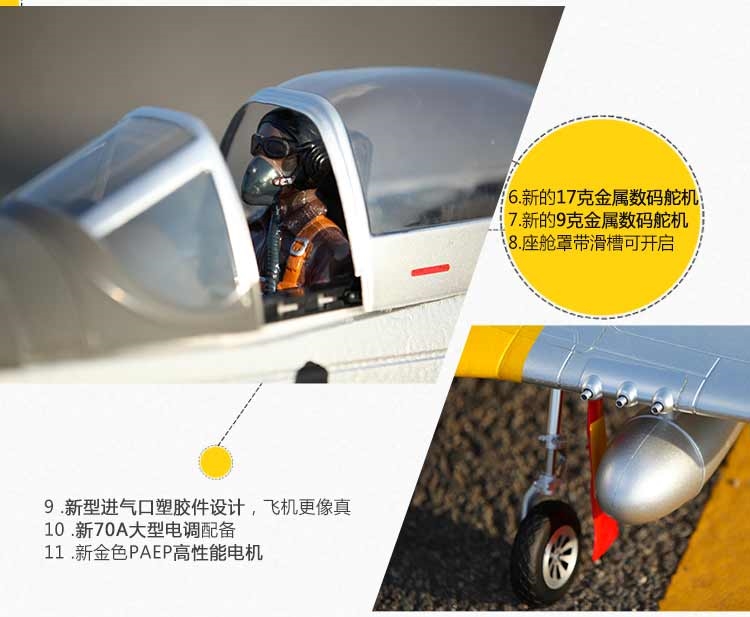 6.新的17克金属数码舵机
7.新的9克金属数码舵机
8.座舱罩带滑槽可开启
9 .新型进气口塑胶件设计，飞机更像真
10 .新70A大型电调配备
11 .新金色PAEP高性能电机